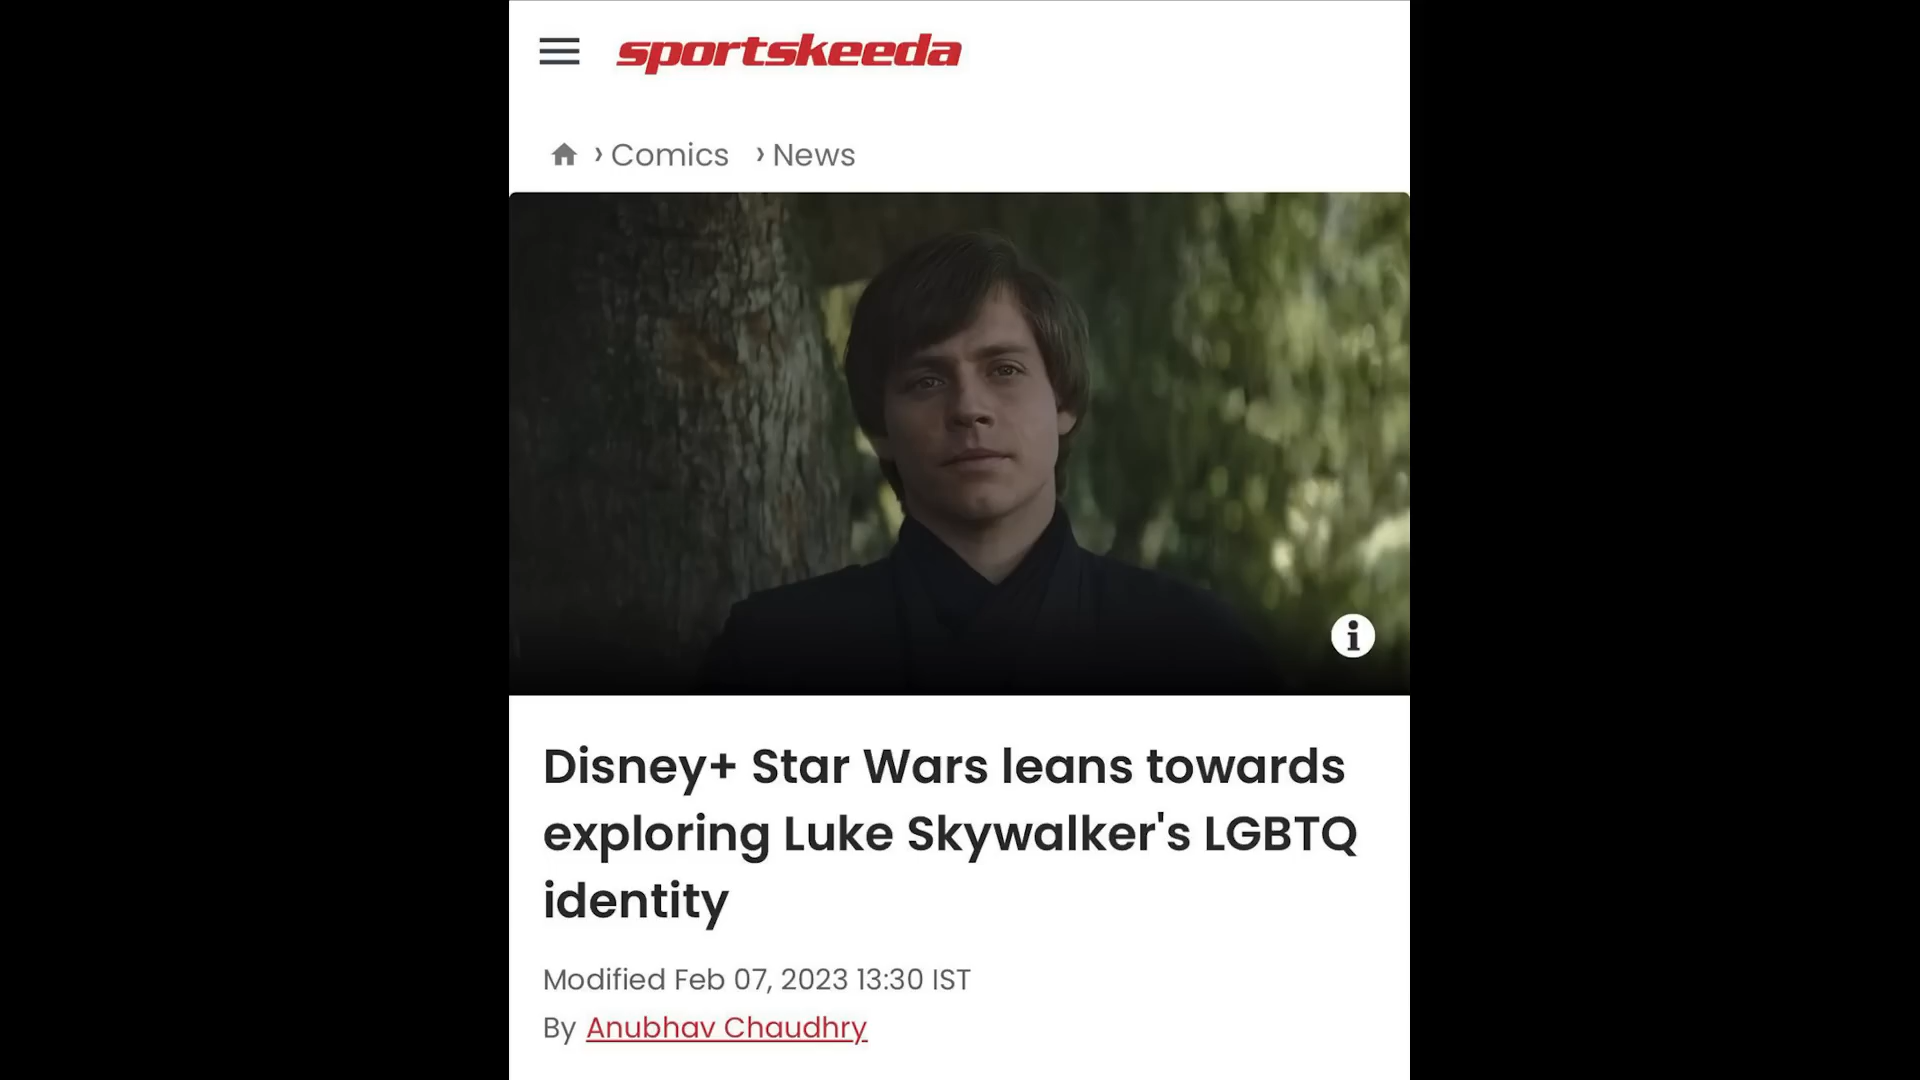 sportskeeda
› Comics › News
Disney+ Star Wars leans towards
exploring Luke Skywalker's LGBTQ
identity
Modified Feb 07, 2023 13:30 IST
By Anubhav Chaudhry